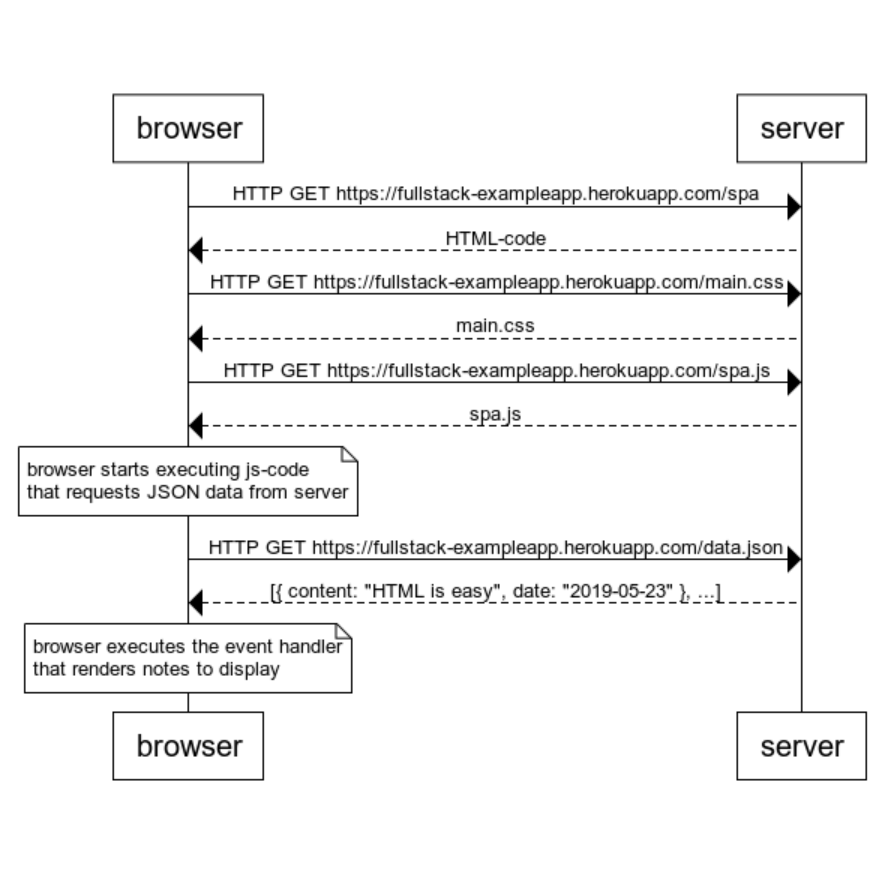 browser
server
HTTP GET https://fullstack-exampleapp.herokuapp.com/spa
HTML-code
HTTP GET https://fullstack-exampleapp.herokuapp.com/main.css
main.css
HTTP GET https://fullstack-exampleapp.herokuapp.com/spa.js
spa.js
browser starts executing js-code
that requests JSON data from server
HTTP GET https://fullstack-exampleapp.herokuapp.com/data.json
[{ content: "HTML is easy", date: "2019-05-23" }, ...]
browser executes the event handler
that renders notes to display
browser
server